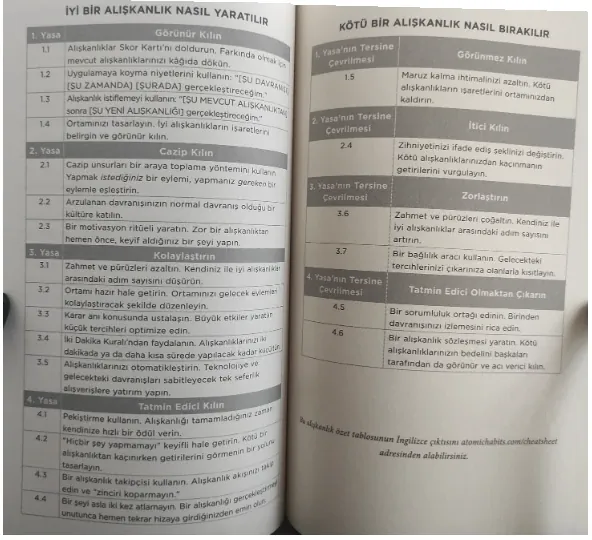 İYİ BİR ALIŞKANLIK NASIL YARATILIR
1. Yasa Görünür Kılın
1.1 Alışkanlıklar Skor Kartı'nı doldurun. Farkında olmak için
mevcut alışkanlıklarınızı kâğıda dökün.
1.2 Uygulamaya koyma niyetlerini kullanın: "[ŞU DAVRANIŞI]
[ŞU ZAMANDA] [ŞURADA] gerçekleştireceğim."
1.3 Alışkanlık istiflemeyi kullanın: "[ŞU MEVCUT ALIŞKANLIKTAN]
sonra [ŞU YENİ ALIŞKANLIĞI] gerçekleştireceğim."
1.4 Ortamınızı tasarlayın. İyi alışkanlıkların işaretlerini
belirgin ve görünür kılın.
2. Yasa Cazip Kılın
2.1 Cazip unsurları bir araya toplama yöntemini kullanın.
Yapmak istediğiniz bir eylemi, yapmanız gereken bir
eylemle eşleştirin.
2.2 Arzulanan davranışınızın normal davranış olduğu bir
kültüre katılın.
2.3 Bir motivasyon ritüeli yaratın. Zor bir alışkanlıktan
hemen önce, keyif aldığınız bir şeyi yapın.
3. Yasa Kolaylaştırın
3.1 Zahmet ve pürüzleri azaltın. Kendiniz ile iyi alışkanlıklar
arasındaki adım sayısını düşürün.
3.2 Ortamı hazır hale getirin. Ortamınızı gelecek eylemleri
kolaylaştıracak şekilde düzenleyin.
3.3 Karar anı konusunda ustalaşın. Büyük etkiler yaratan
küçük tercihleri optimize edin.
3.4 İki Dakika Kuralı'ndan faydalanın. Alışkanlıklarınızı iki
dakikada ya da daha kısa sürede yapılacak kadar küçültün.
3.5 Alışkanlıklarınızı otomatikleştirin. Teknolojiye ve
gelecekteki davranışları sabitleyecek tek seferlik
alışverişlere yatırım yapın.
4. Yasa Tatmin Edici Kılın
4.1 Pekiştirme kullanın. Alışkanlığı tamamladığınız zaman
kendinize hızlı bir ödül verin.
4.2 "Hiçbir şey yapmamayı" keyifli hale getirin. Kötü bir
alışkanlıktan kaçınırken getirilerini görmenin bir yolunu
tasarlayın.
4.3 Bir alışkanlık takipçisi kullanın. Alışkanlık akışınızı takip
edin ve "zinciri koparmayın."
4.4 Bir şeyi asla iki kez atlamayın. Bir alışkanlığı gerçekleştirmeyi
unutunca hemen tekrar hizaya girdiğinizden emin olun.
KÖTÜ BİR ALIŞKANLIK NASIL BIRAKILIR
1. Yasa'nın Tersine
Çevrilmesi Görünmez Kılın
1.5 Maruz kalma ihtimalinizi azaltın. Kötü
alışkanlıkların işaretlerini ortamınızdan
kaldırın.
2. Yasa'nın Tersine
Çevrilmesi İtici Kılın
2.4 Zihniyetinizi ifade ediş şeklinizi değiştirin.
Kötü alışkanlıklarınızdan kaçınmanın
getirilerini vurgulayın.
3. Yasa'nın Tersine
Çevrilmesi Zorlaştırın
3.6 Zahmet ve pürüzleri çoğaltın. Kendiniz ile
iyi alışkanlıklar arasındaki adım sayısını
artırın.
3.7 Bir bağlılık aracı kullanın. Gelecekteki
tercihlerinizi çıkarınıza olanlarla kısıtlayın.
4. Yasa'nın Tersine
Çevrilmesi Tatmin Edici Olmaktan Çıkarın
4.5 Bir sorumluluk ortağı edinin. Birinden
davranışınızı izlemesini rica edin.
4.6 Bir alışkanlık sözleşmesi yaratın. Kötü
alışkanlıklarınızın bedelini başkaları
tarafından da görünür ve acı verici kılın.
Bu alışkanlık özet tablosunun İngilizce çıktısını atomichabits.com/cheatsheet
adresinden alabilirsiniz.